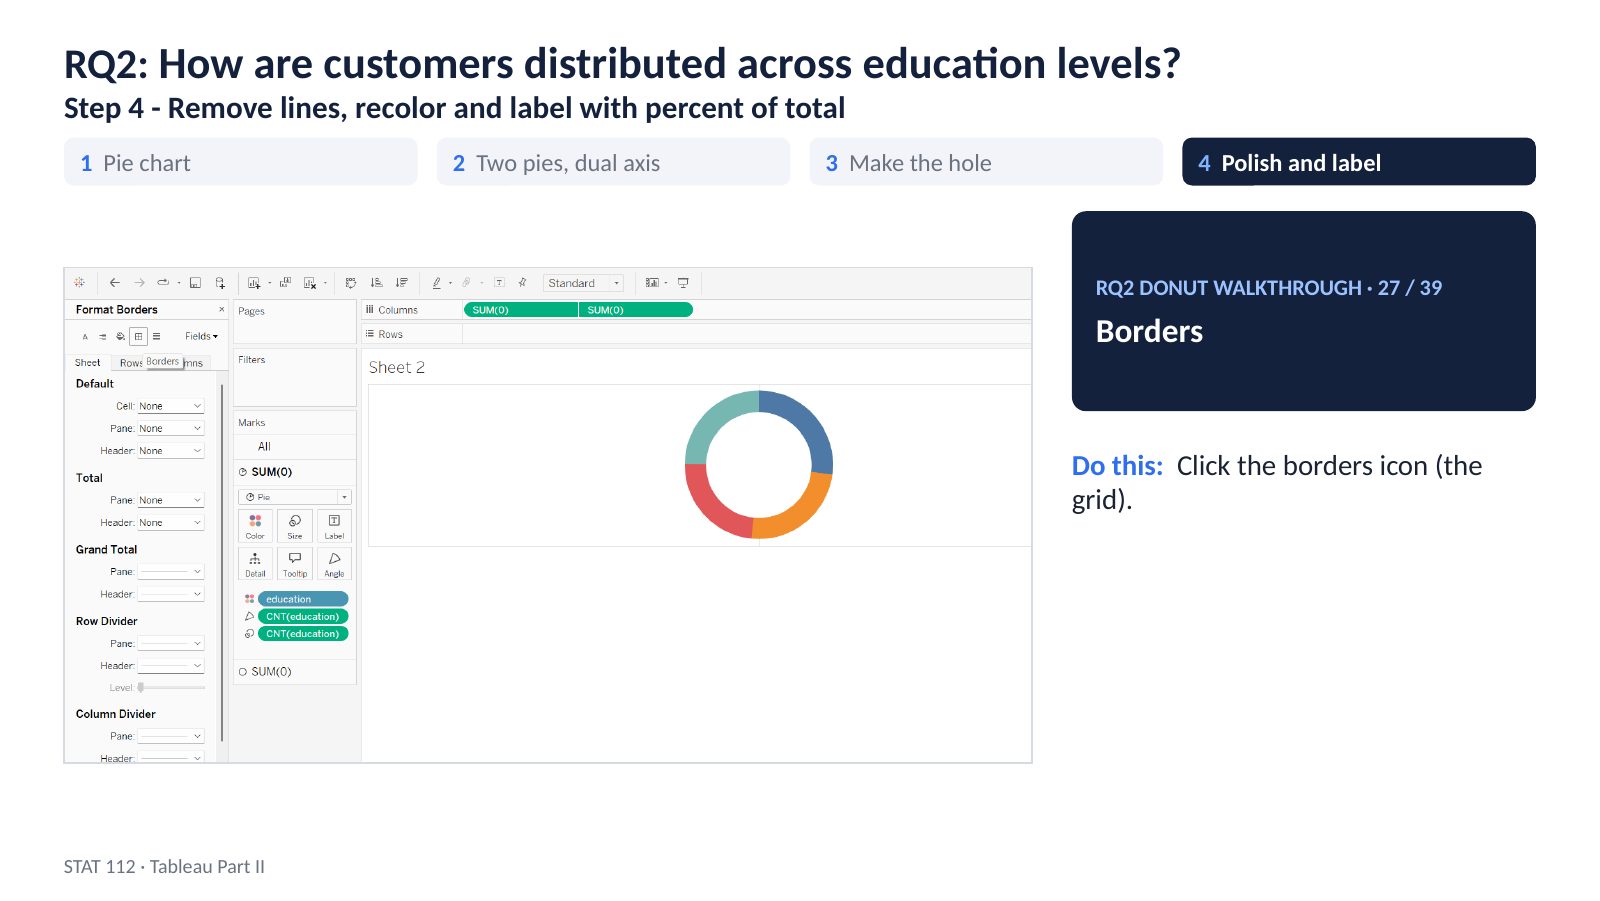 RQ2: How are customers distributed across education levels?
Step 4 - Remove lines, recolor and label with percent of total
1 Pie chart
2 Two pies, dual axis
3 Make the hole
4 Polish and label
Standard
Format Borders ×
Fields
Sheet Rows Borders mns
Default
Cell: None
Pane: None
Header: None
Total
Pane: None
Header: None
Grand Total
Pane:
Header:
Row Divider
Pane:
Header:
Level:
Column Divider
Pane:
Header:
Pages
Filters
Marks
All
SUM(0)
Pie
Color Size Label
Detail Tooltip Angle
education
CNT(education)
CNT(education)
SUM(0)
Columns SUM(0) SUM(0)
Rows
Sheet 2
RQ2 DONUT WALKTHROUGH · 27 / 39
Borders
Do this: Click the borders icon (the
grid).
STAT 112 · Tableau Part II